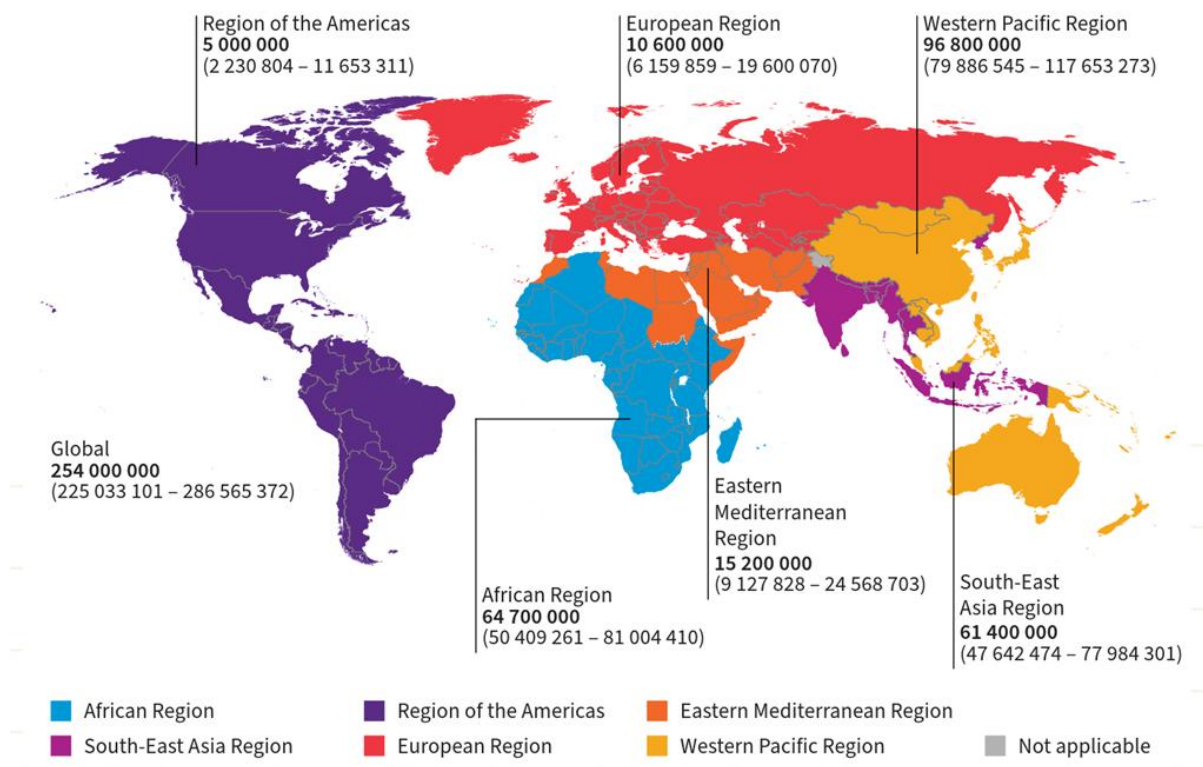 Region of the Americas
5 000 000
(2 230 804 – 11 653 311)
European Region
10 600 000
(6 159 859 – 19 600 070)
Western Pacific Region
96 800 000
(79 886 545 – 117 653 273)
Global
254 000 000
(225 033 101 – 286 565 372)
African Region
64 700 000
(50 409 261 – 81 004 410)
Eastern
Mediterranean
Region
15 200 000
(9 127 828 – 24 568 703)
South-East
Asia Region
61 400 000
(47 642 474 – 77 984 301)
African Region
Region of the Americas
Eastern Mediterranean Region
South-East Asia Region
European Region
Western Pacific Region
Not applicable